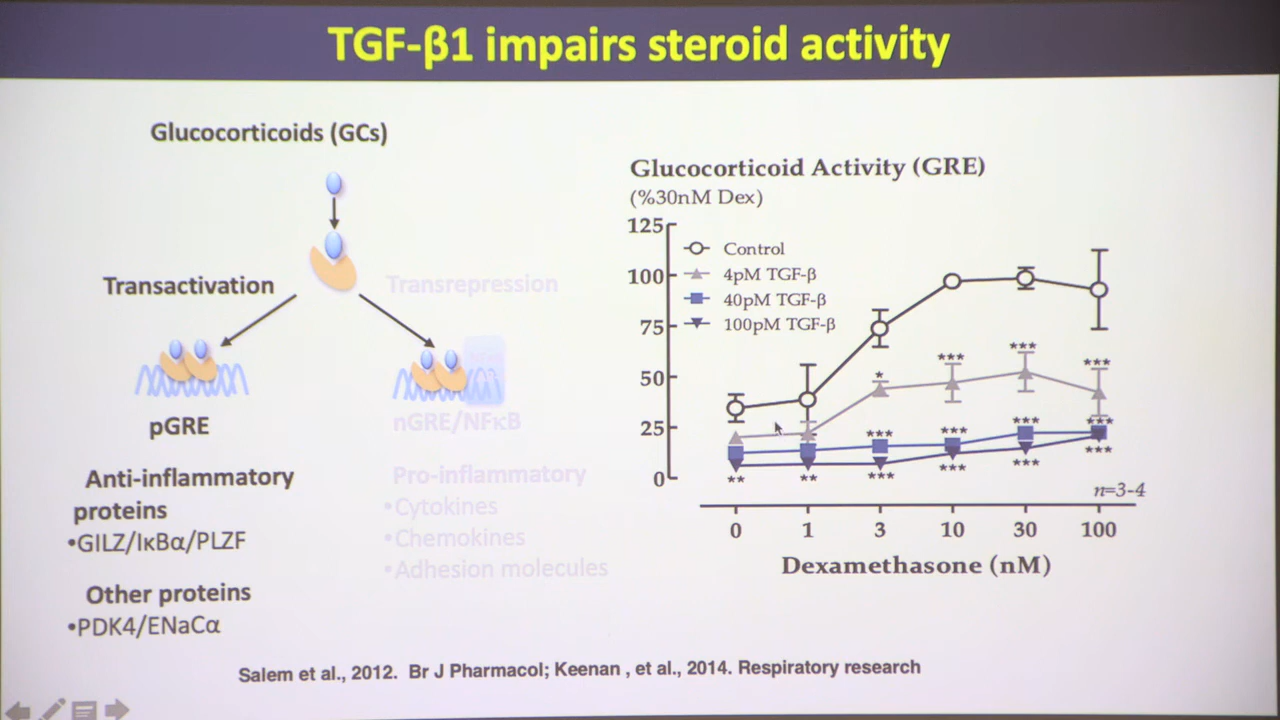 TGF-β1 impairs steroid activity
Glucocorticoids (GCs)
Transactivation
Transrepression
pGRE
nGRE/NFκB
Anti-inflammatory
proteins
•GILZ/IκBα/PLZF
Other proteins
•PDK4/ENaCα
Pro-inflammatory
•Cytokines
•Chemokines
•Adhesion molecules
Glucocorticoid Activity (GRE)
(%30nM Dex)
125
100
75
50
25
0
Control
4pM TGF-β
40pM TGF-β
100pM TGF-β
*
***
***
***
***
***
***
***
**
**
***
***
***
***
n=3-4
0 1 3 10 30 100
Dexamethasone (nM)
Salem et al., 2012. Br J Pharmacol; Keenan , et al., 2014. Respiratory research